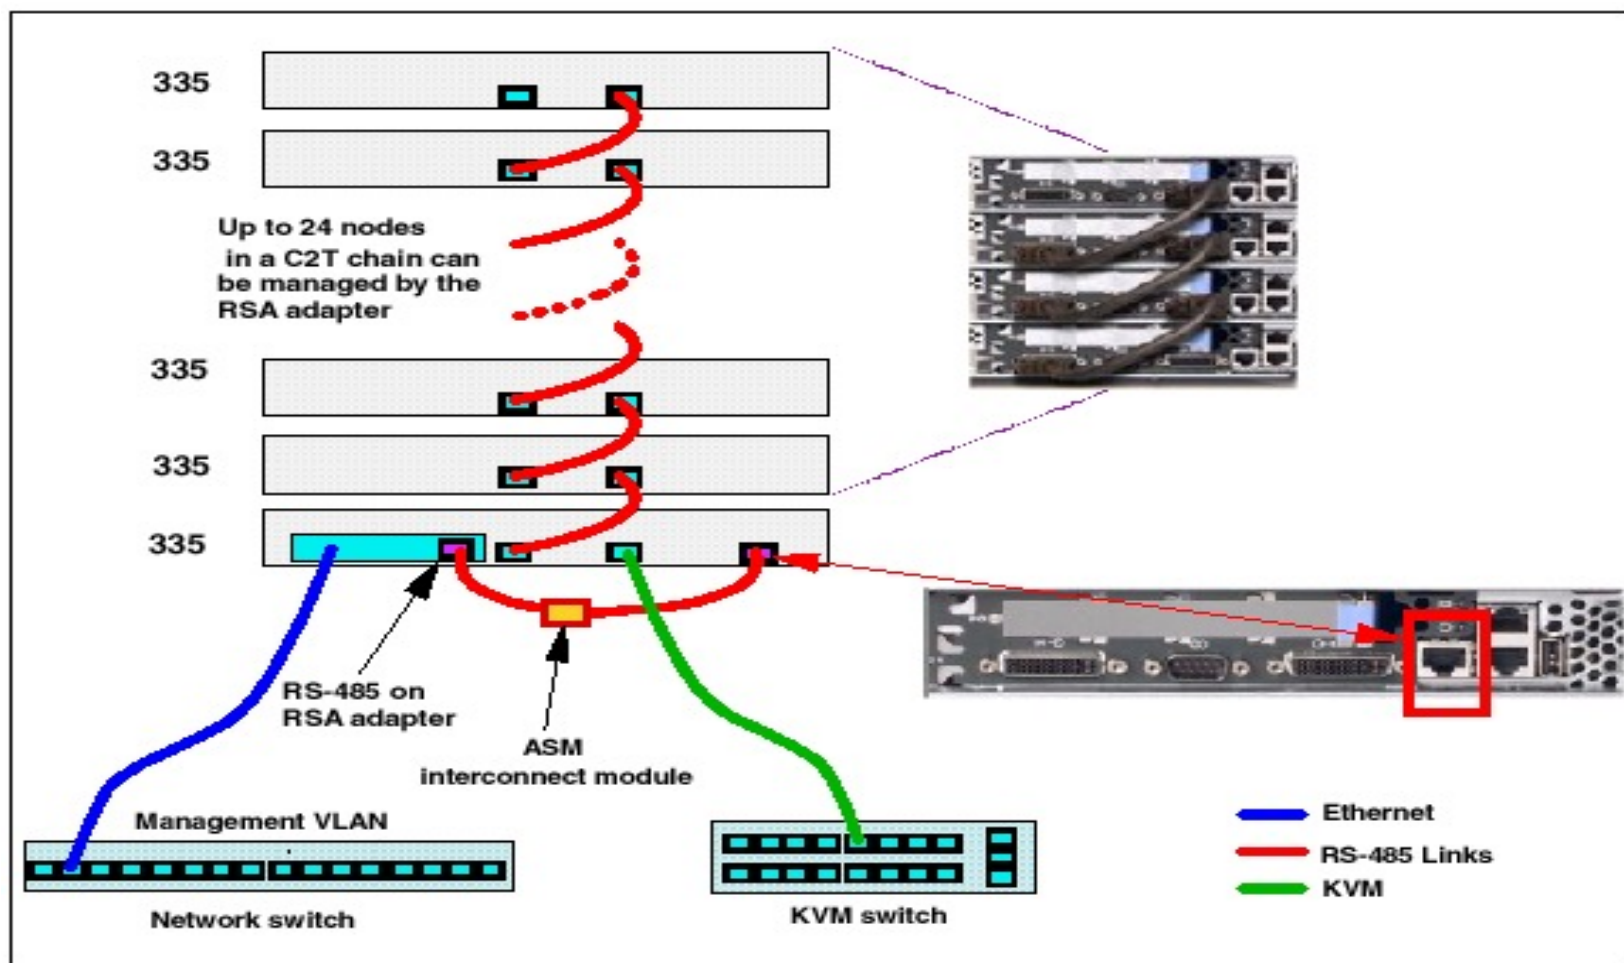 335
335
Up to 24 nodes
in a C2T chain can
be managed by the
RSA adapter
335
335
335
RS-485 on
RSA adapter
ASM
interconnect module
Management VLAN
Network switch
KVM switch
Ethernet
RS-485 Links
KVM